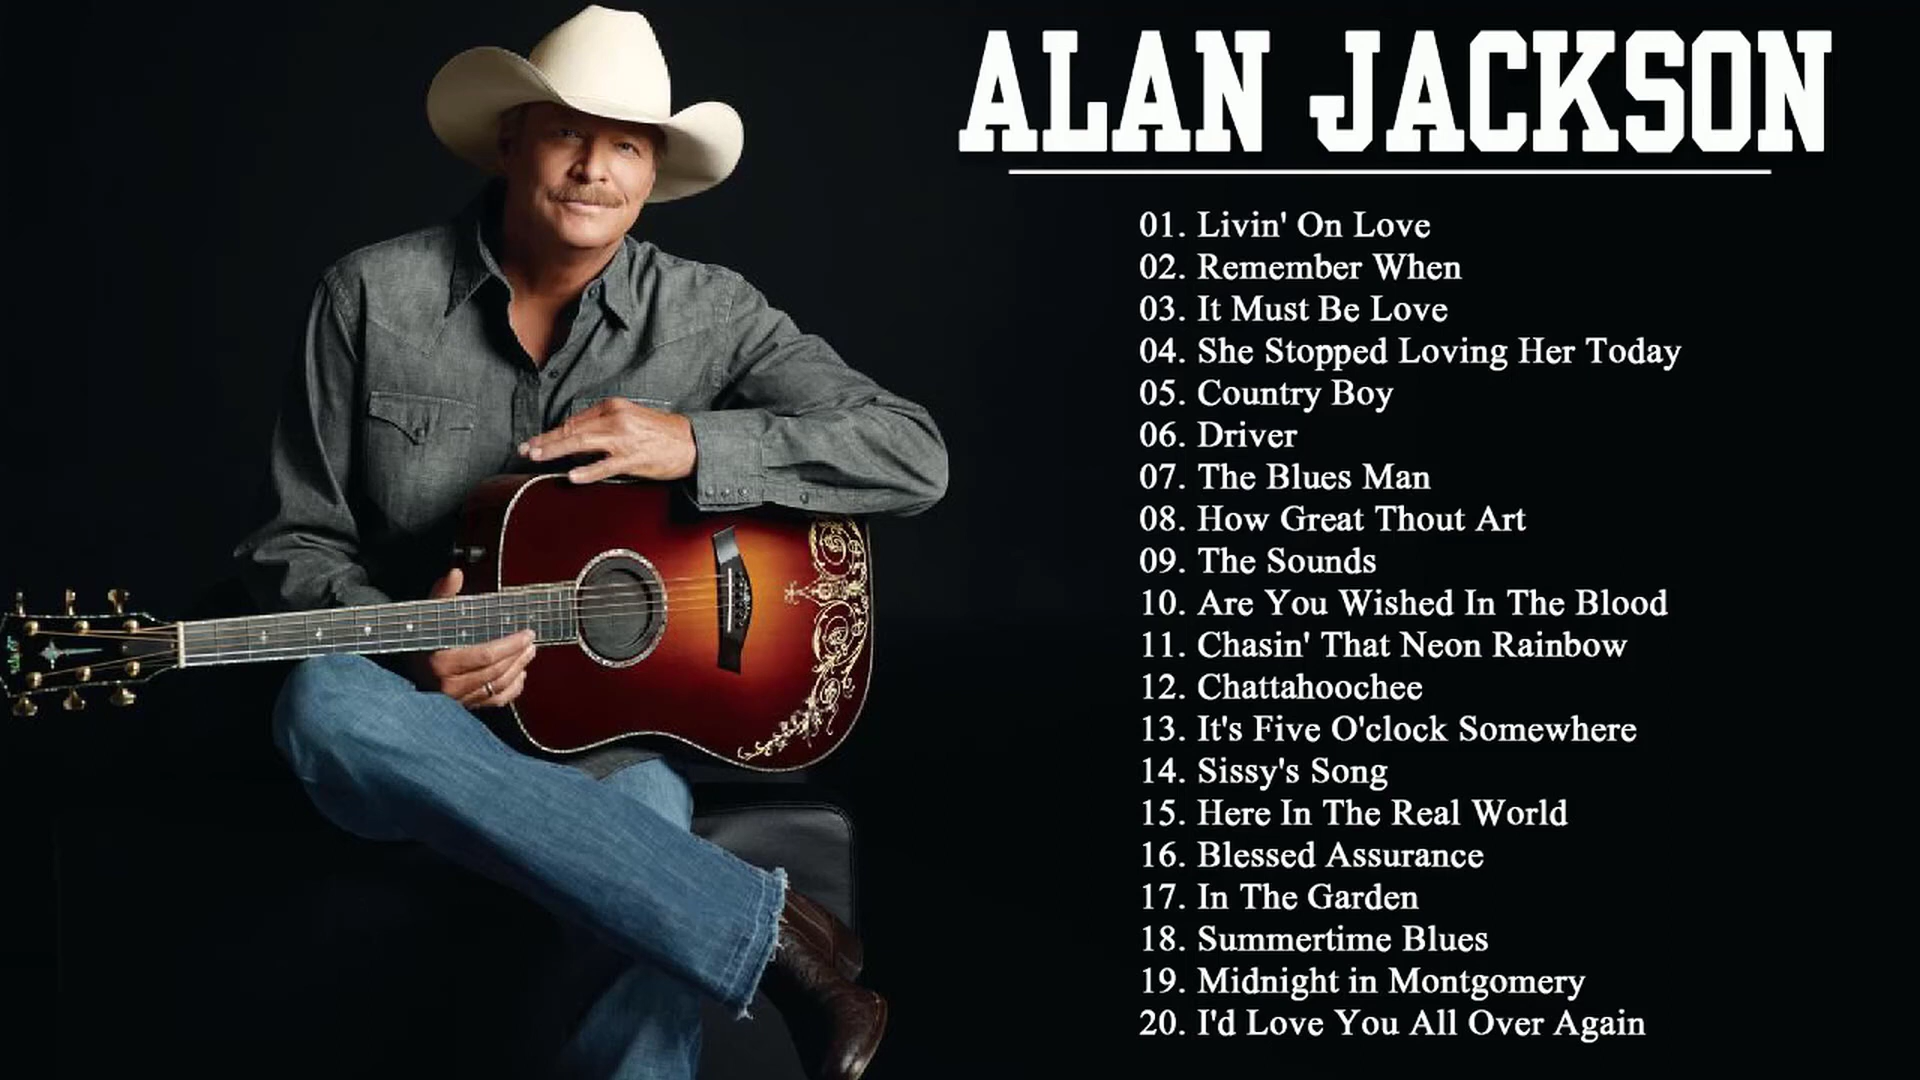 ALAN JACKSON
01. Livin' On Love
02. Remember When
03. It Must Be Love
04. She Stopped Loving Her Today
05. Country Boy
06. Driver
07. The Blues Man
08. How Great Thout Art
09. The Sounds
10. Are You Wished In The Blood
11. Chasin' That Neon Rainbow
12. Chattahoochee
13. It's Five O'clock Somewhere
14. Sissy's Song
15. Here In The Real World
16. Blessed Assurance
17. In The Garden
18. Summertime Blues
19. Midnight in Montgomery
20. I'd Love You All Over Again